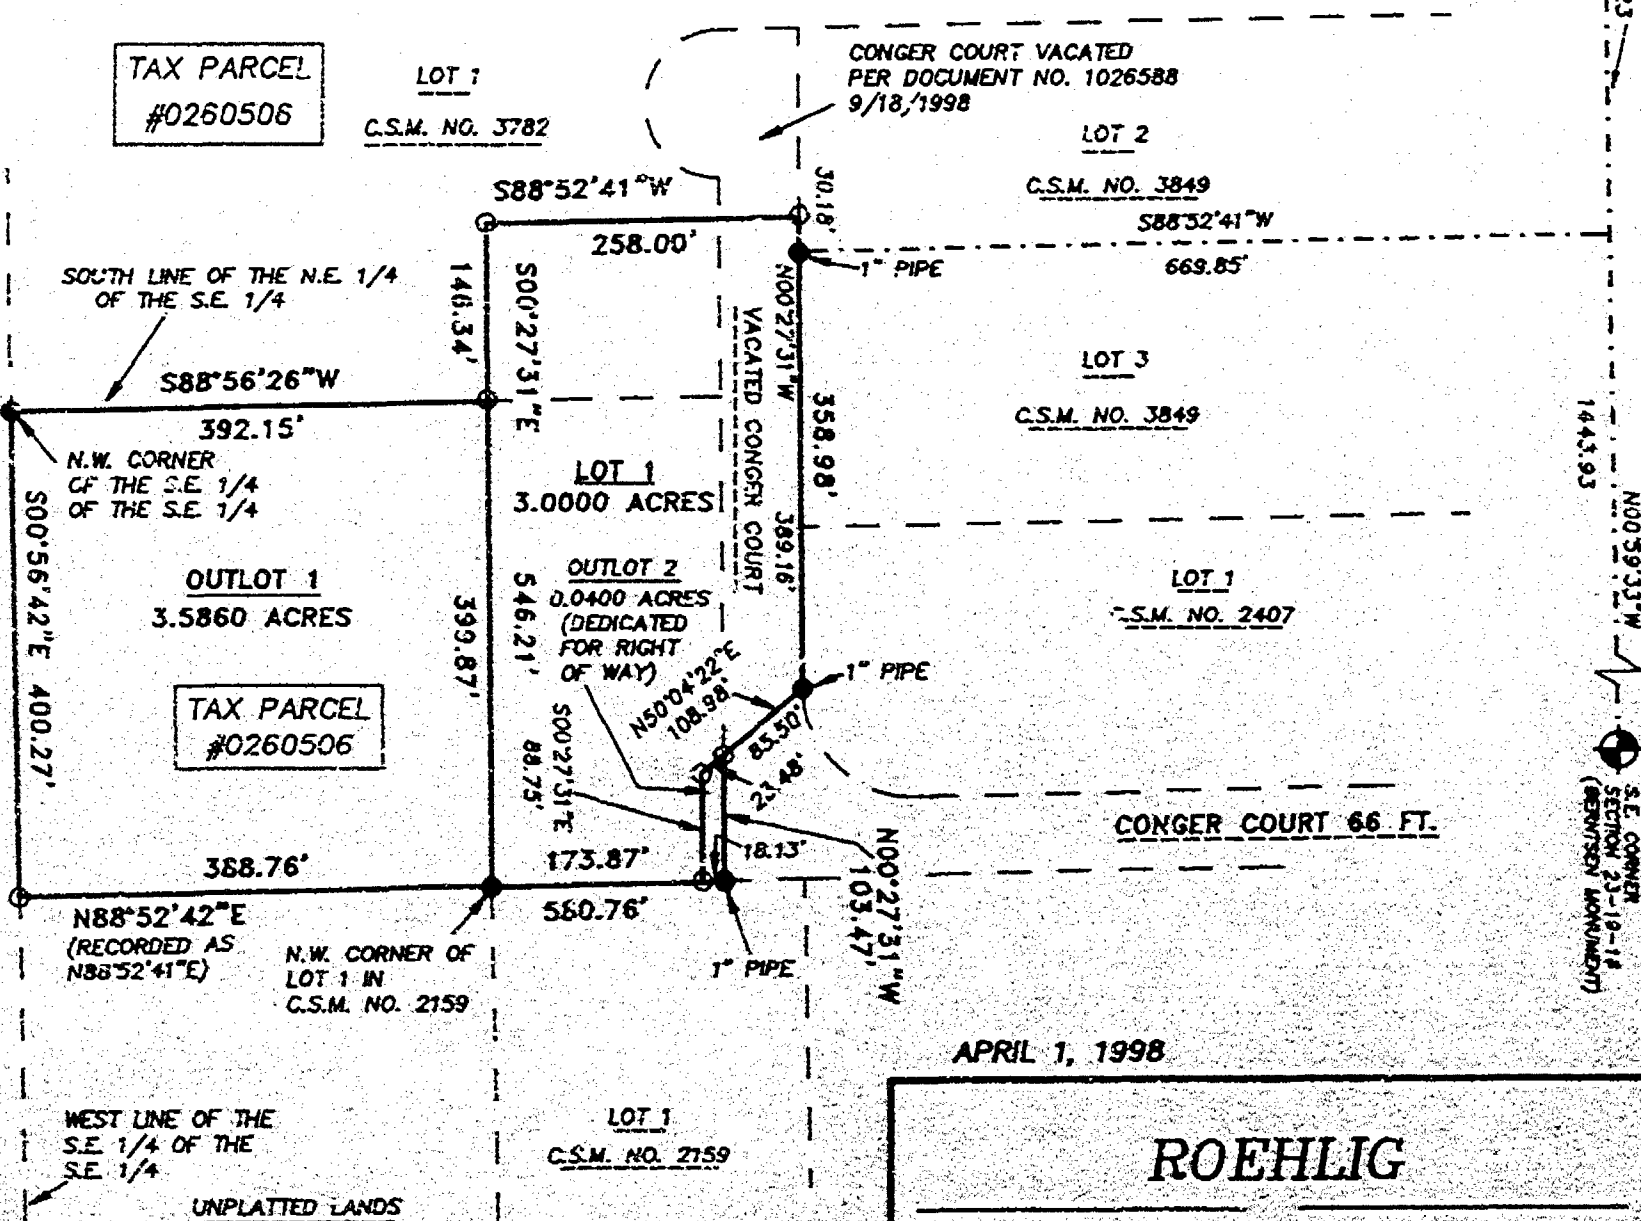 TAX PARCEL
#0260506
LOT 1
C.S.M. NO. 3782
CONGER COURT VACATED
PER DOCUMENT NO. 1026588
9/18/1998
LOT 2
C.S.M. NO. 3849
S88°52'41"W
669.85'
S88°52'41"W
258.00'
30.18'
1" PIPE
SOUTH LINE OF THE N.E. 1/4
OF THE S.E. 1/4
146.34'
S00°27'31"E
N00°27'31"W
VACATED CONGER COURT
358.98'
389.16'
LOT 3
C.S.M. NO. 3849
1443.93
N00°59'33"W
S88°56'26"W
392.15'
N.W. CORNER
OF THE S.E. 1/4
OF THE S.E. 1/4
S00°56'42"E 400.27'
LOT 1
3.0000 ACRES
OUTLOT 1
3.5860 ACRES
399.87'
546.21'
OUTLOT 2
0.0400 ACRES
(DEDICATED
FOR RIGHT
OF WAY)
LOT 1
C.S.M. NO. 2407
1" PIPE
N50°04'22"E
108.98'
85.50'
23.48'
TAX PARCEL
#0260506
S00°27'31"E
88.75'
18.13'
N00°27'31"W
103.47'
CONGER COURT 66 FT.
S.E. CORNER
SECTION 23-19-18
(BERNTSEN MONUMENT)
388.76'
173.87'
N88°52'42"E
560.76'
(RECORDED AS
N88°52'41"E)
N.W. CORNER OF
LOT 1 IN
C.S.M. NO. 2159
1" PIPE
APRIL 1, 1998
WEST LINE OF THE
S.E. 1/4 OF THE
S.E. 1/4
LOT 1
C.S.M. NO. 2159
ROEHLIG
UNPLATTED LANDS